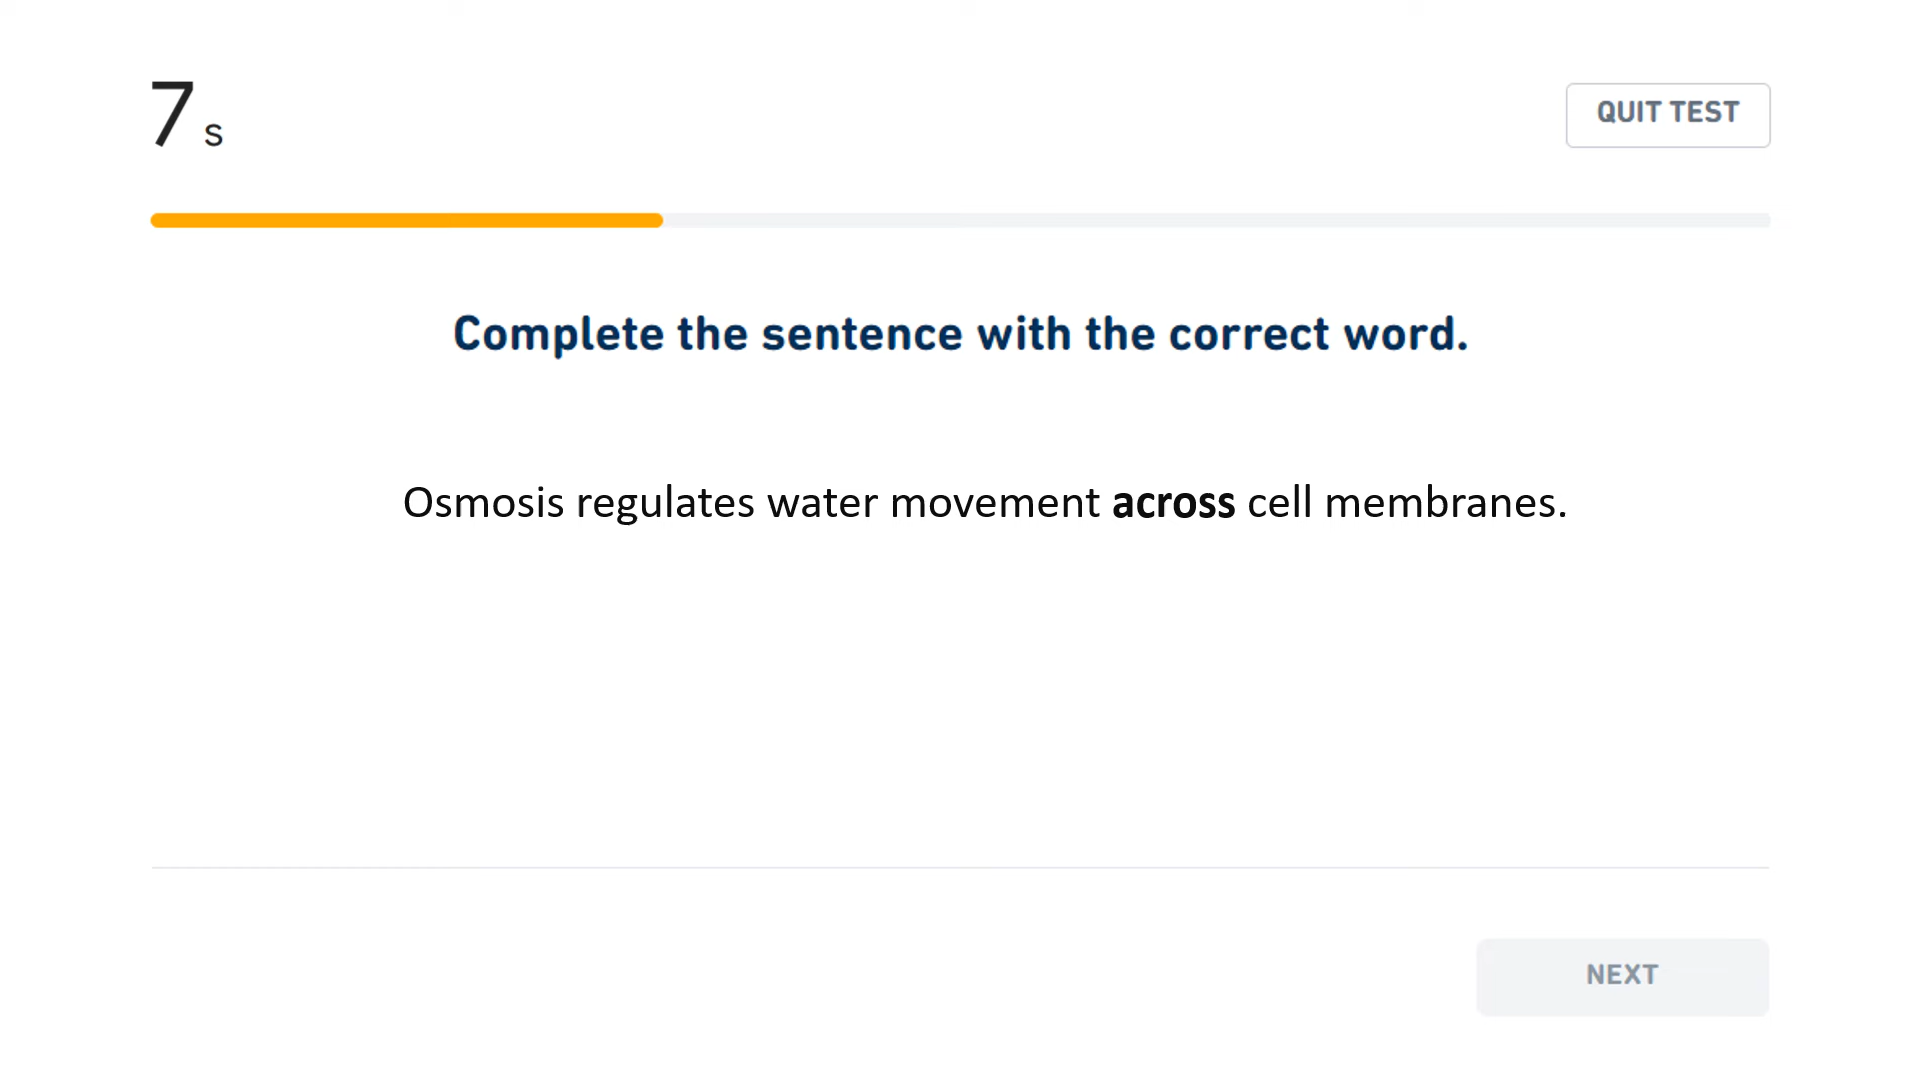 7 s
QUIT TEST
Complete the sentence with the correct word.
Osmosis regulates water movement across cell membranes.
NEXT